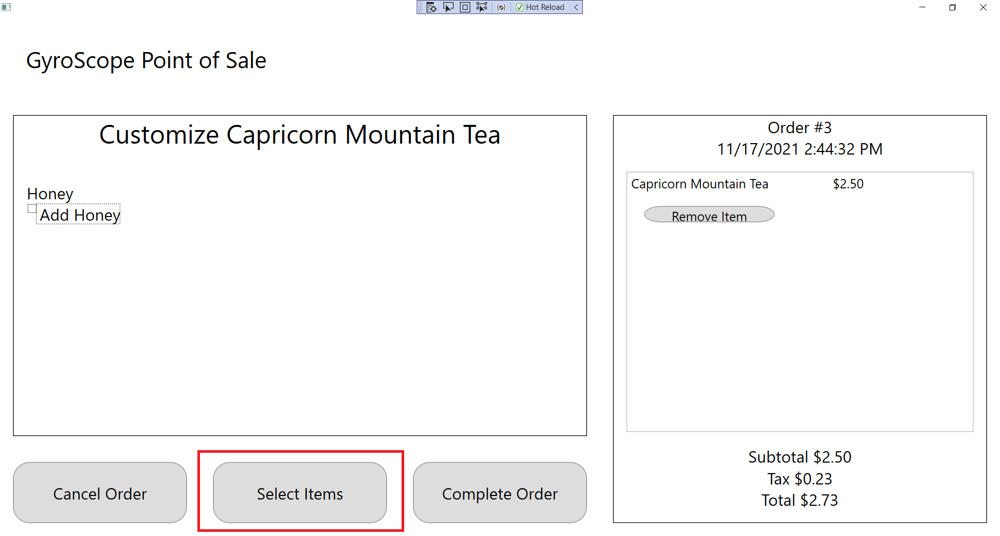 Hot Reload
GyroScope Point of Sale
Customize Capricorn Mountain Tea
Honey
Add Honey
Cancel Order
Select Items
Complete Order
Order #3
11/17/2021 2:44:32 PM
Capricorn Mountain Tea $2.50
Remove Item
Subtotal $2.50
Tax $0.23
Total $2.73